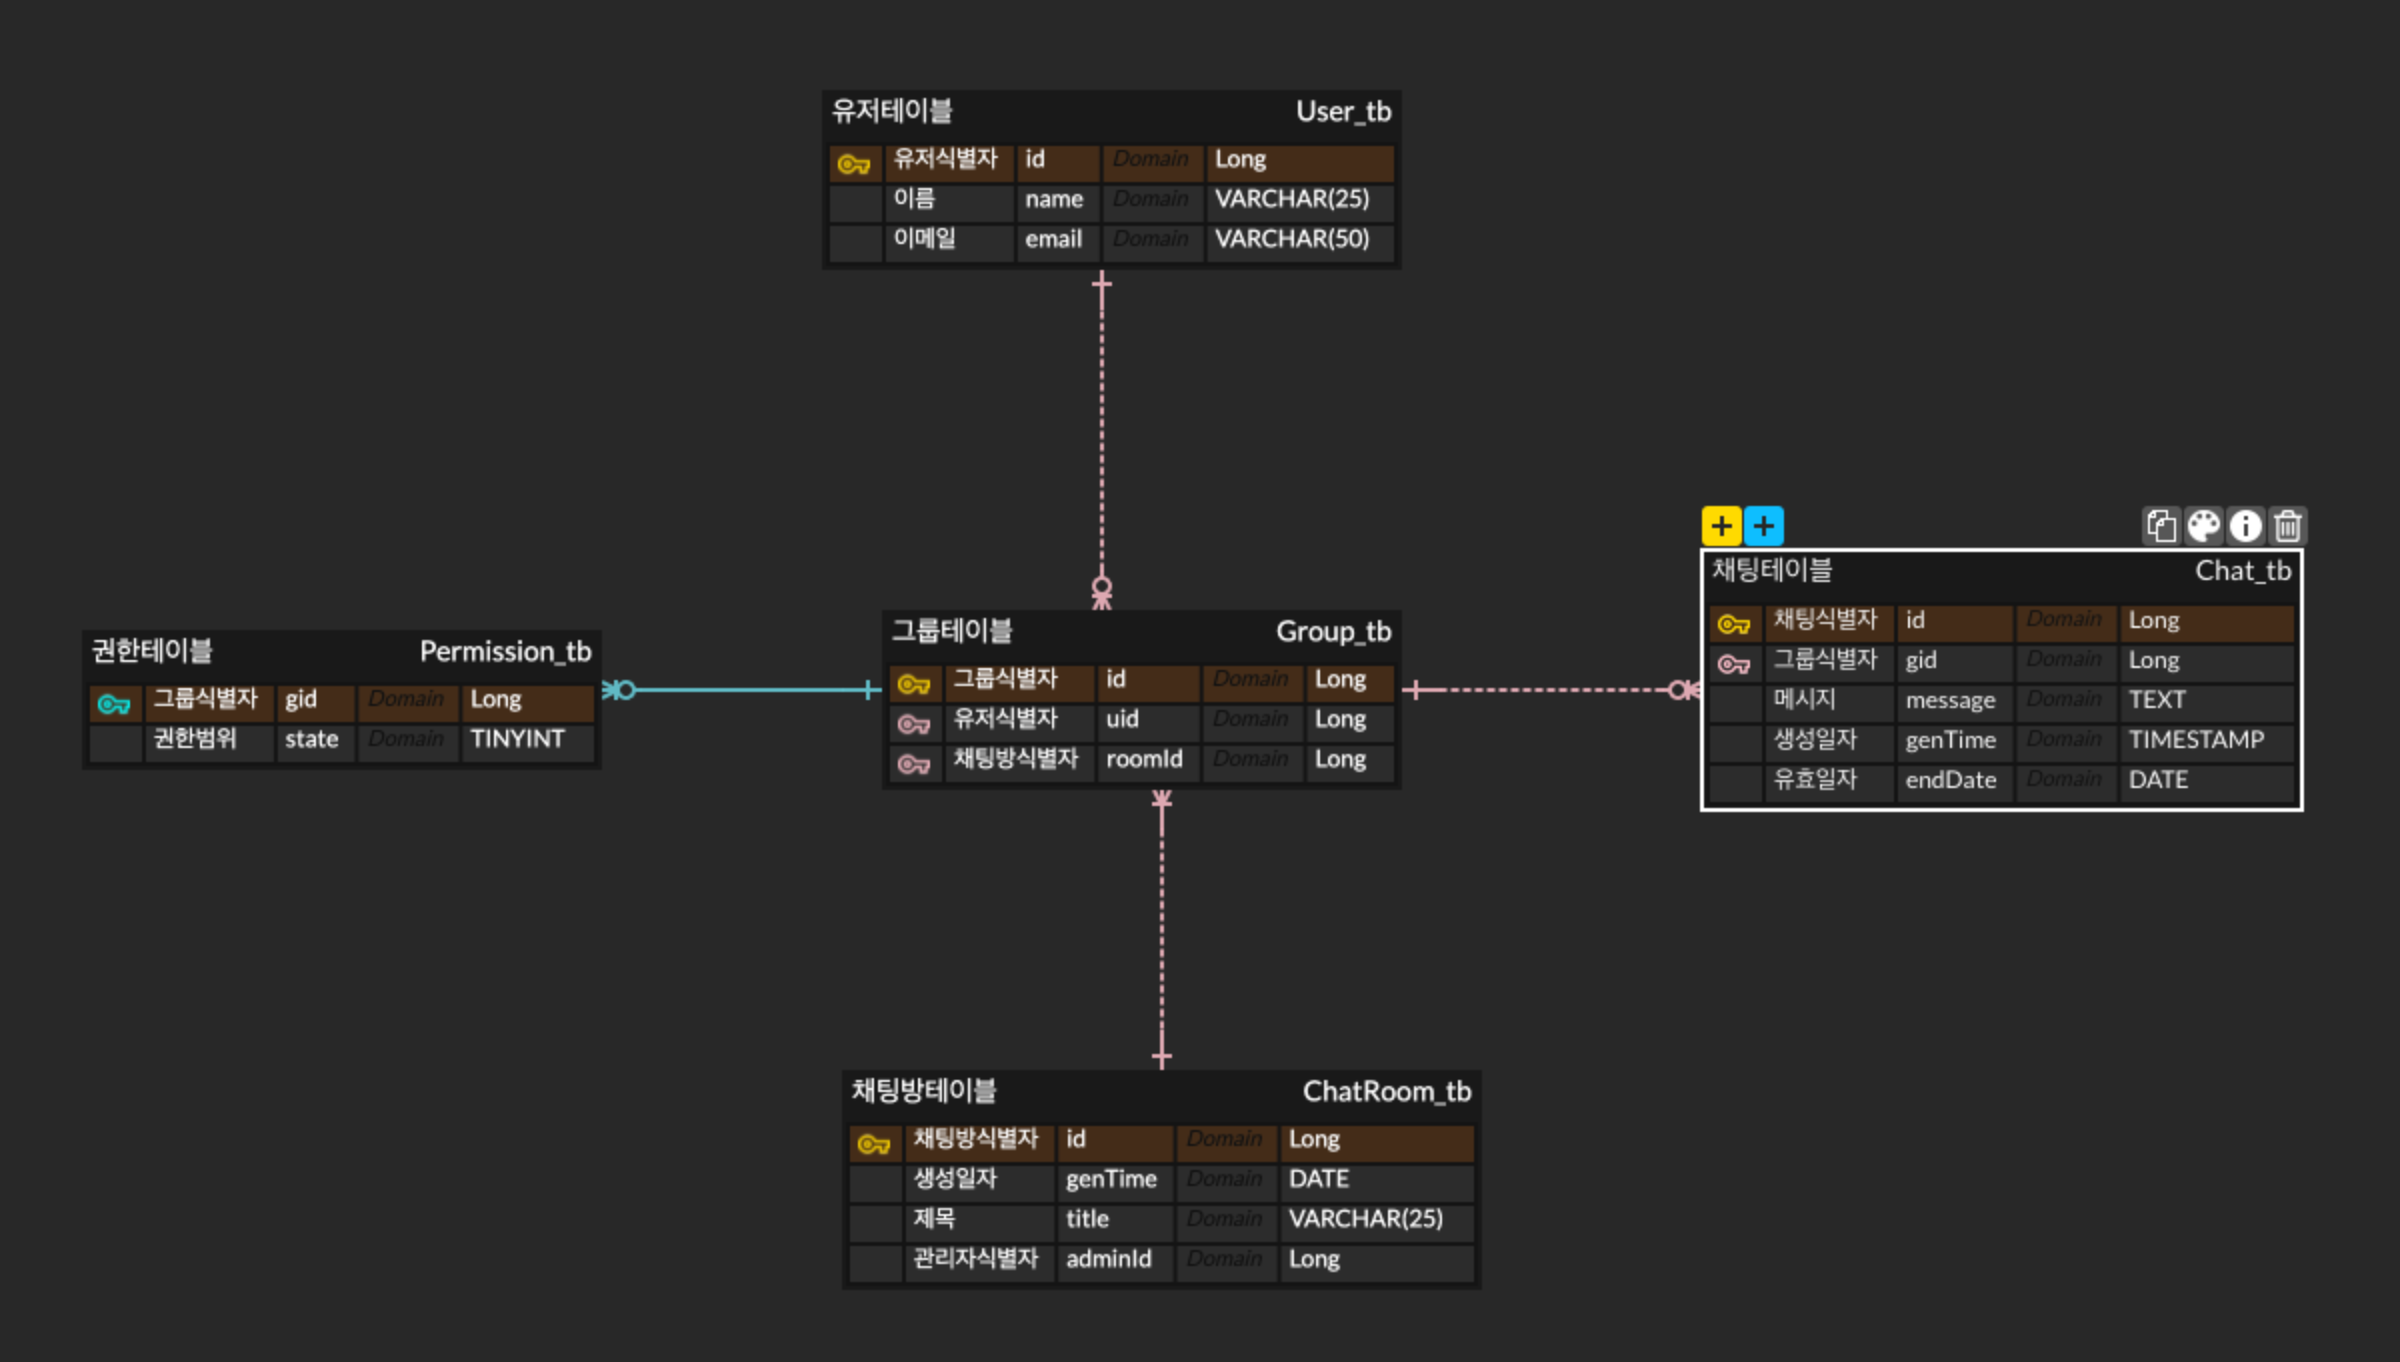 유저테이블 User_tb
유저식별자 id Domain Long
이름 name Domain VARCHAR(25)
이메일 email Domain VARCHAR(50)
권한테이블 Permission_tb
그룹식별자 gid Domain Long
권한범위 state Domain TINYINT
그룹테이블 Group_tb
그룹식별자 id Domain Long
유저식별자 uid Domain Long
채팅방식별자 roomId Domain Long
채팅테이블 Chat_tb
채팅식별자 id Domain Long
그룹식별자 gid Domain Long
메시지 message Domain TEXT
생성일자 genTime Domain TIMESTAMP
유효일자 endDate Domain DATE
채팅방테이블 ChatRoom_tb
채팅방식별자 id Domain Long
생성일자 genTime Domain DATE
제목 title Domain VARCHAR(25)
관리자식별자 adminId Domain Long